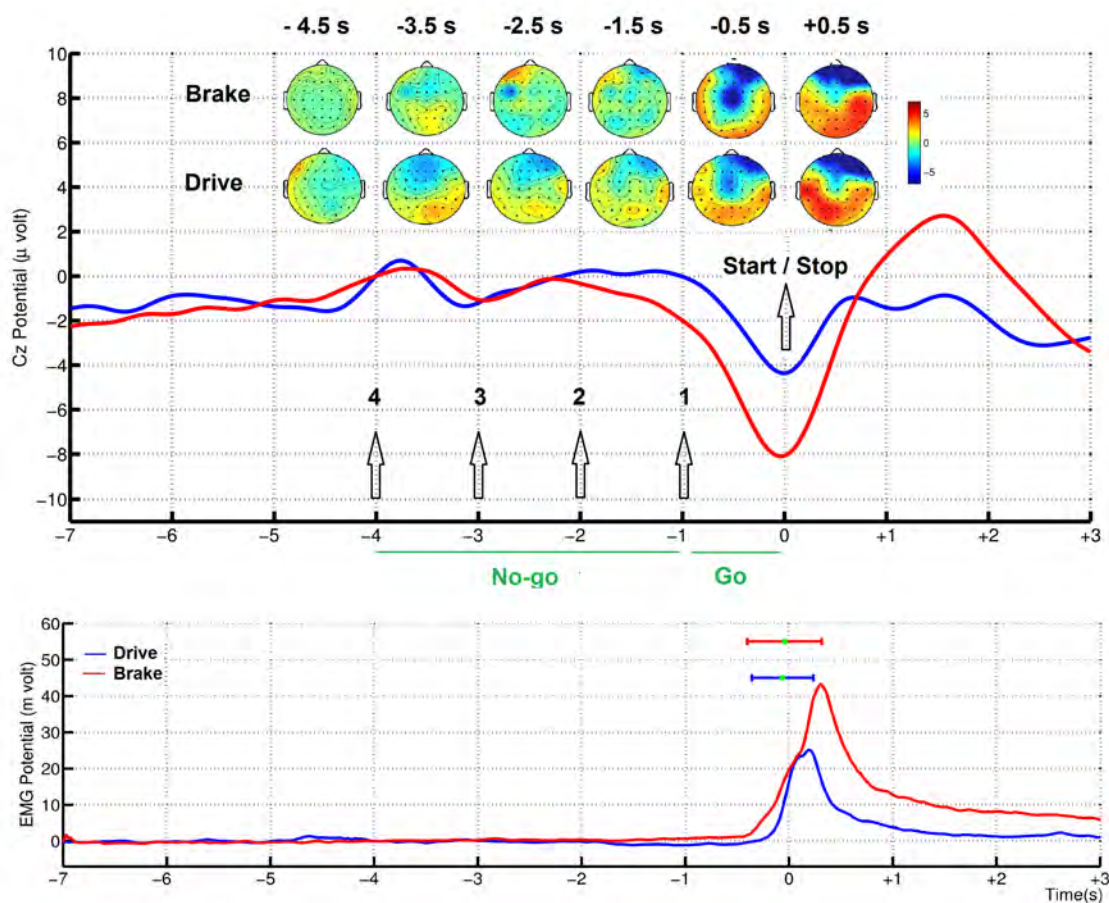 - 4.5 s -3.5 s -2.5 s -1.5 s -0.5 s +0.5 s
Brake
Drive
5
0
−5
10
8
6
4
2
0
−2
−4
−6
−8
−10
Cz Potential (μ volt)
Start / Stop
4 3 2 1
−7 −6 −5 −4 −3 −2 −1 0 +1 +2 +3
No-go Go
60
50
40
30
20
10
0
EMG Potential (m volt)
Drive
Brake
−7 −6 −5 −4 −3 −2 −1 0 +1 +2 +3
Time(s)